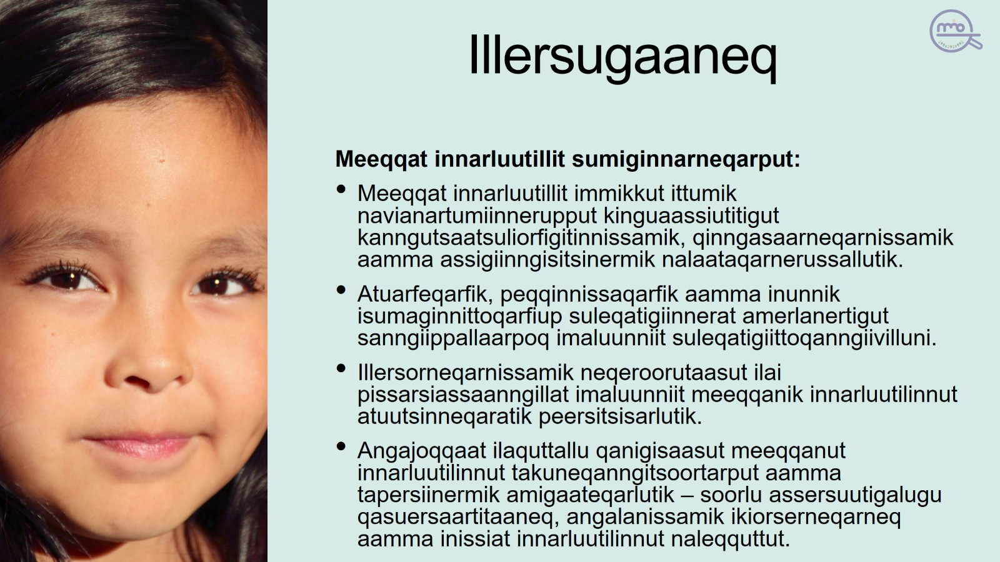 Illersugaaneq
Meeqqat innarluutillit sumiginnarneqarput:
• Meeqqat innarluutillit immikkut ittumik
navianartumiinnerupput kinguaassiutitigut
kanngutsaatsuliorfigitinnissamik, qinngasaarneqarnissamik
aamma assigiinngisitsinermik nalaataqarnerussallutik.
• Atuarfeqarfik, peqqinnissaqarfik aamma inunnik
isumaginnittoqarfiup suleqatigiinnerat amerlanertigut
sanngiippallaarpoq imaluunniit suleqatigiittoqanngiivilluni.
• Illersorneqarnissamik neqeroorutaasut ilai
pissarsiassaanngillat imaluunniit meeqqanik innarluutilinnut
atuutsinneqaratik peersitsisarlutik.
• Angajoqqaat ilaquttallu qanigisaasut meeqqanut
innarluutilinnut takuneqanngitsoortarput aamma
tapersiinermik amigaateqarlutik – soorlu assersuutigalugu
qasuersaartitaaneq, angalanissamik ikiorserneqarneq
aamma inissiat innarluutilinnut naleqquttut.